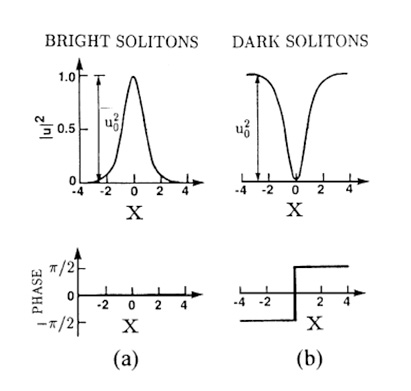 BRIGHT SOLITONS DARK SOLITONS
1.0
0.5
0
|u|²
u₀²
-4 -2 0 2 4
X
u₀²
-4 -2 0 2 4
X
PHASE
π/2
0
-π/2
-4 -2 0 2 4
X
-4 -2 2 4
X
(a) (b)